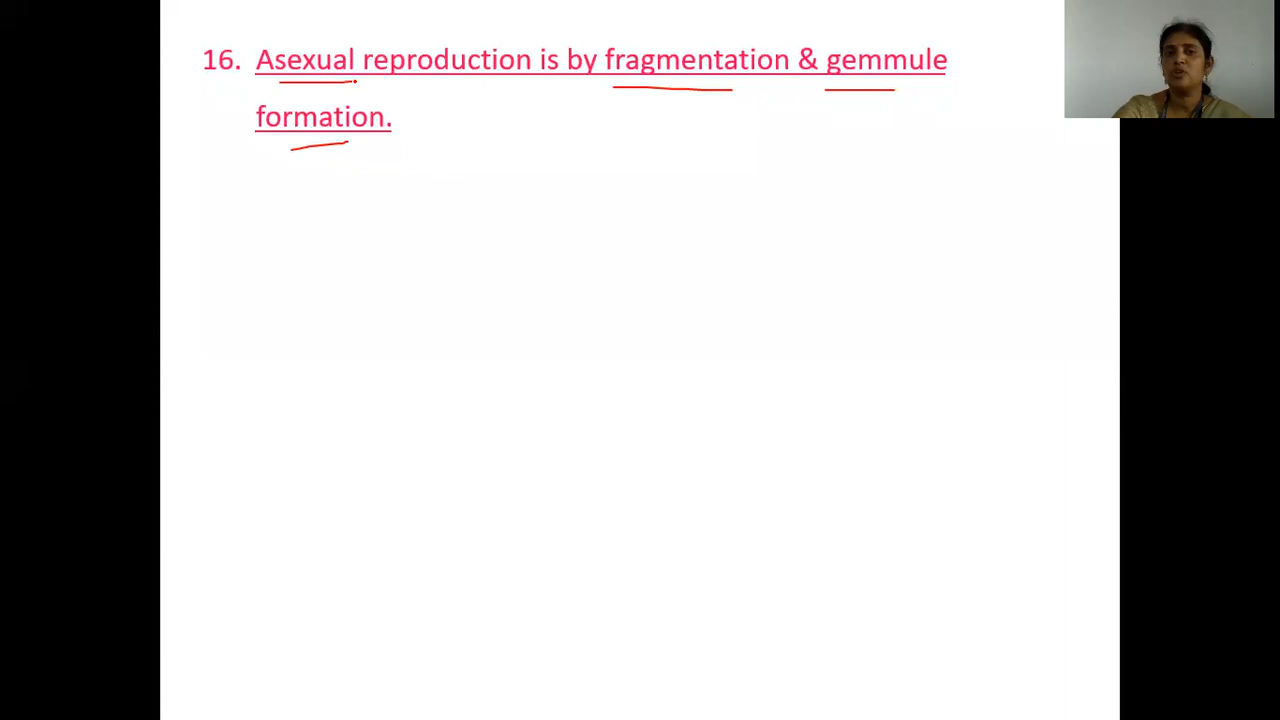 16. Asexual reproduction is by fragmentation & gemmule
formation.